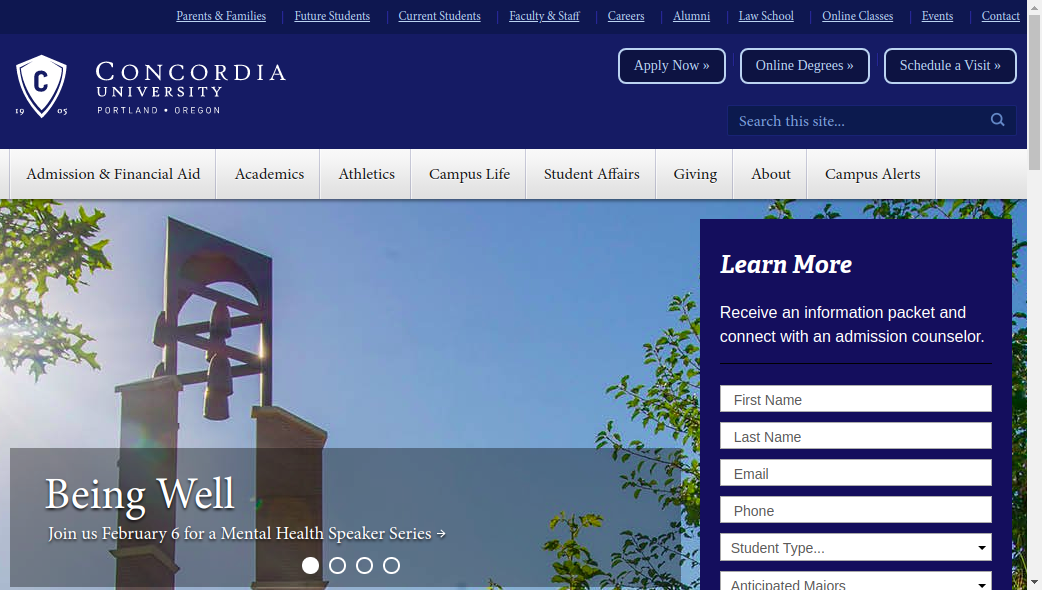 Parents & Families Future Students Current Students Faculty & Staff Careers Alumni Law School Online Classes Events Contact
C
19 05
CONCORDIA
UNIVERSITY
PORTLAND • OREGON
Apply Now » Online Degrees » Schedule a Visit »
Search this site...
Admission & Financial Aid Academics Athletics Campus Life Student Affairs Giving About Campus Alerts
Learn More
Receive an information packet and
connect with an admission counselor.
First Name
Last Name
Email
Phone
Student Type...
Anticipated Majors
Being Well
Join us February 6 for a Mental Health Speaker Series →